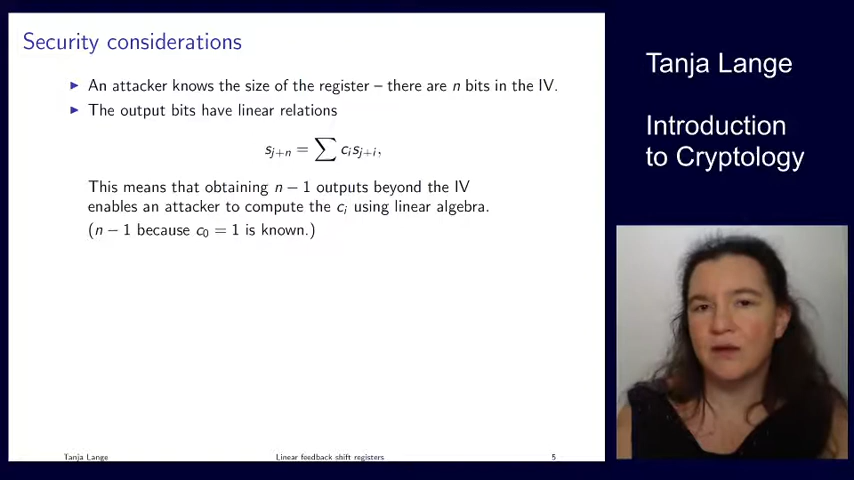 Security considerations
▶ An attacker knows the size of the register – there are n bits in the IV.
▶ The output bits have linear relations
s_{j+n} = ∑ c_i s_{j+i},
This means that obtaining n − 1 outputs beyond the IV
enables an attacker to compute the c_i using linear algebra.
(n − 1 because c_0 = 1 is known.)
Tanja Lange
Linear feedback shift registers
5
Tanja Lange
Introduction
to Cryptology